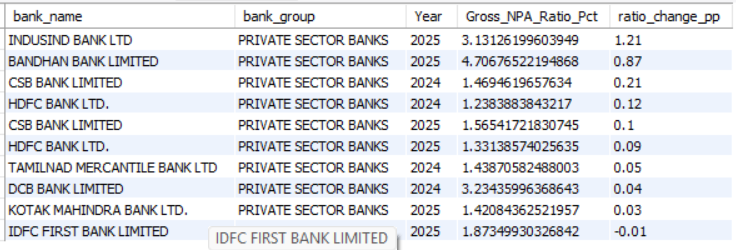 bank_name bank_group Year Gross_NPA_Ratio_Pct ratio_change_pp
INDUSIND BANK LTD PRIVATE SECTOR BANKS 2025 3.13126199603949 1.21
BANDHAN BANK LIMITED PRIVATE SECTOR BANKS 2025 4.70676522194868 0.87
CSB BANK LIMITED PRIVATE SECTOR BANKS 2024 1.4694619657634 0.21
HDFC BANK LTD. PRIVATE SECTOR BANKS 2024 1.2383883843217 0.12
CSB BANK LIMITED PRIVATE SECTOR BANKS 2025 1.56541721830745 0.1
HDFC BANK LTD. PRIVATE SECTOR BANKS 2025 1.33138574025635 0.09
TAMILNAD MERCANTILE BANK LTD PRIVATE SECTOR BANKS 2024 1.43870582488003 0.05
DCB BANK LIMITED PRIVATE SECTOR BANKS 2024 3.23435996368643 0.04
KOTAK MAHINDRA BANK LTD. PRIVATE SECTOR BANKS 2025 1.42084362521957 0.03
IDFC FIRST BANK LIMITED PRIVATE SECTOR BANKS 2025 1.87349930326842 -0.01
IDFC FIRST BANK LIMITED